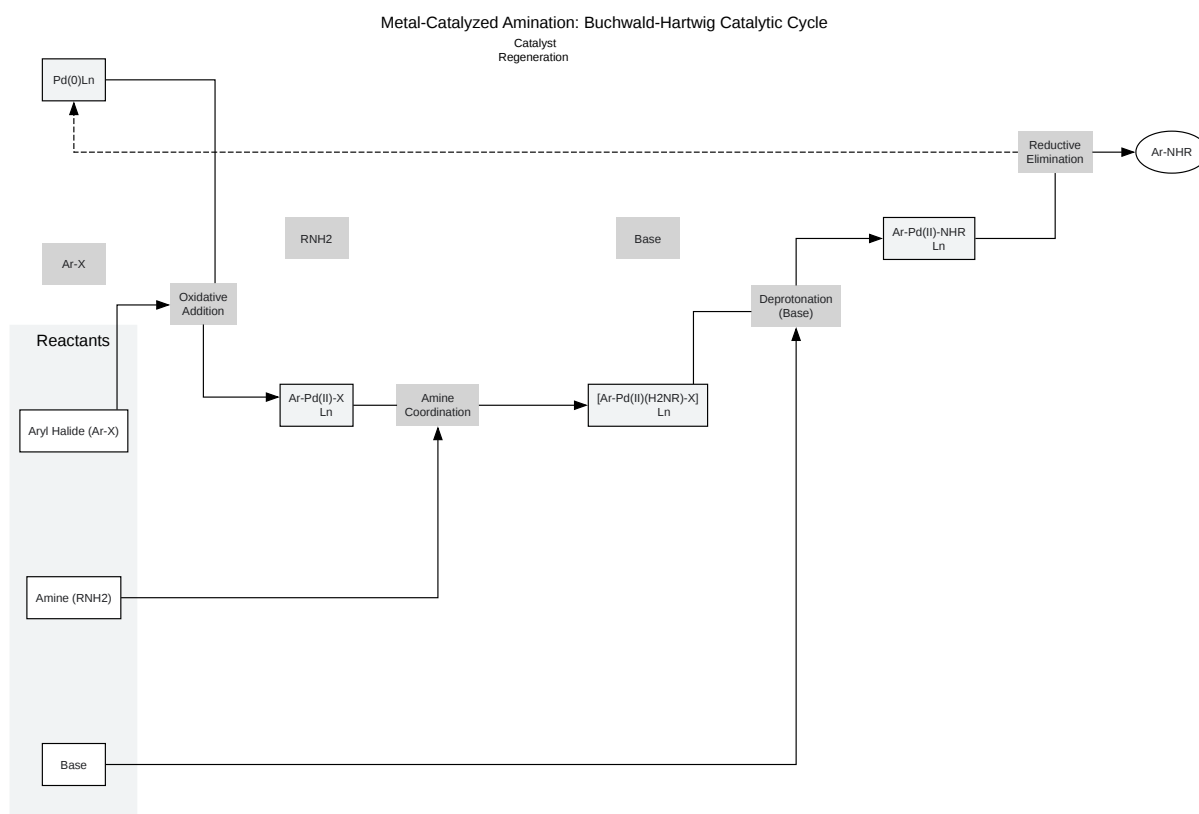 Metal-Catalyzed Amination: Buchwald-Hartwig Catalytic Cycle
Catalyst
Regeneration
Pd(0)Ln
Reductive
Elimination
Ar-NHR
RNH2
Base
Ar-Pd(II)-NHR
Ln
Ar-X
Oxidative
Addition
Deprotonation
(Base)
Reactants
Ar-Pd(II)-X
Ln
Amine
Coordination
[Ar-Pd(II)(H2NR)-X]
Ln
Aryl Halide (Ar-X)
Amine (RNH2)
Base